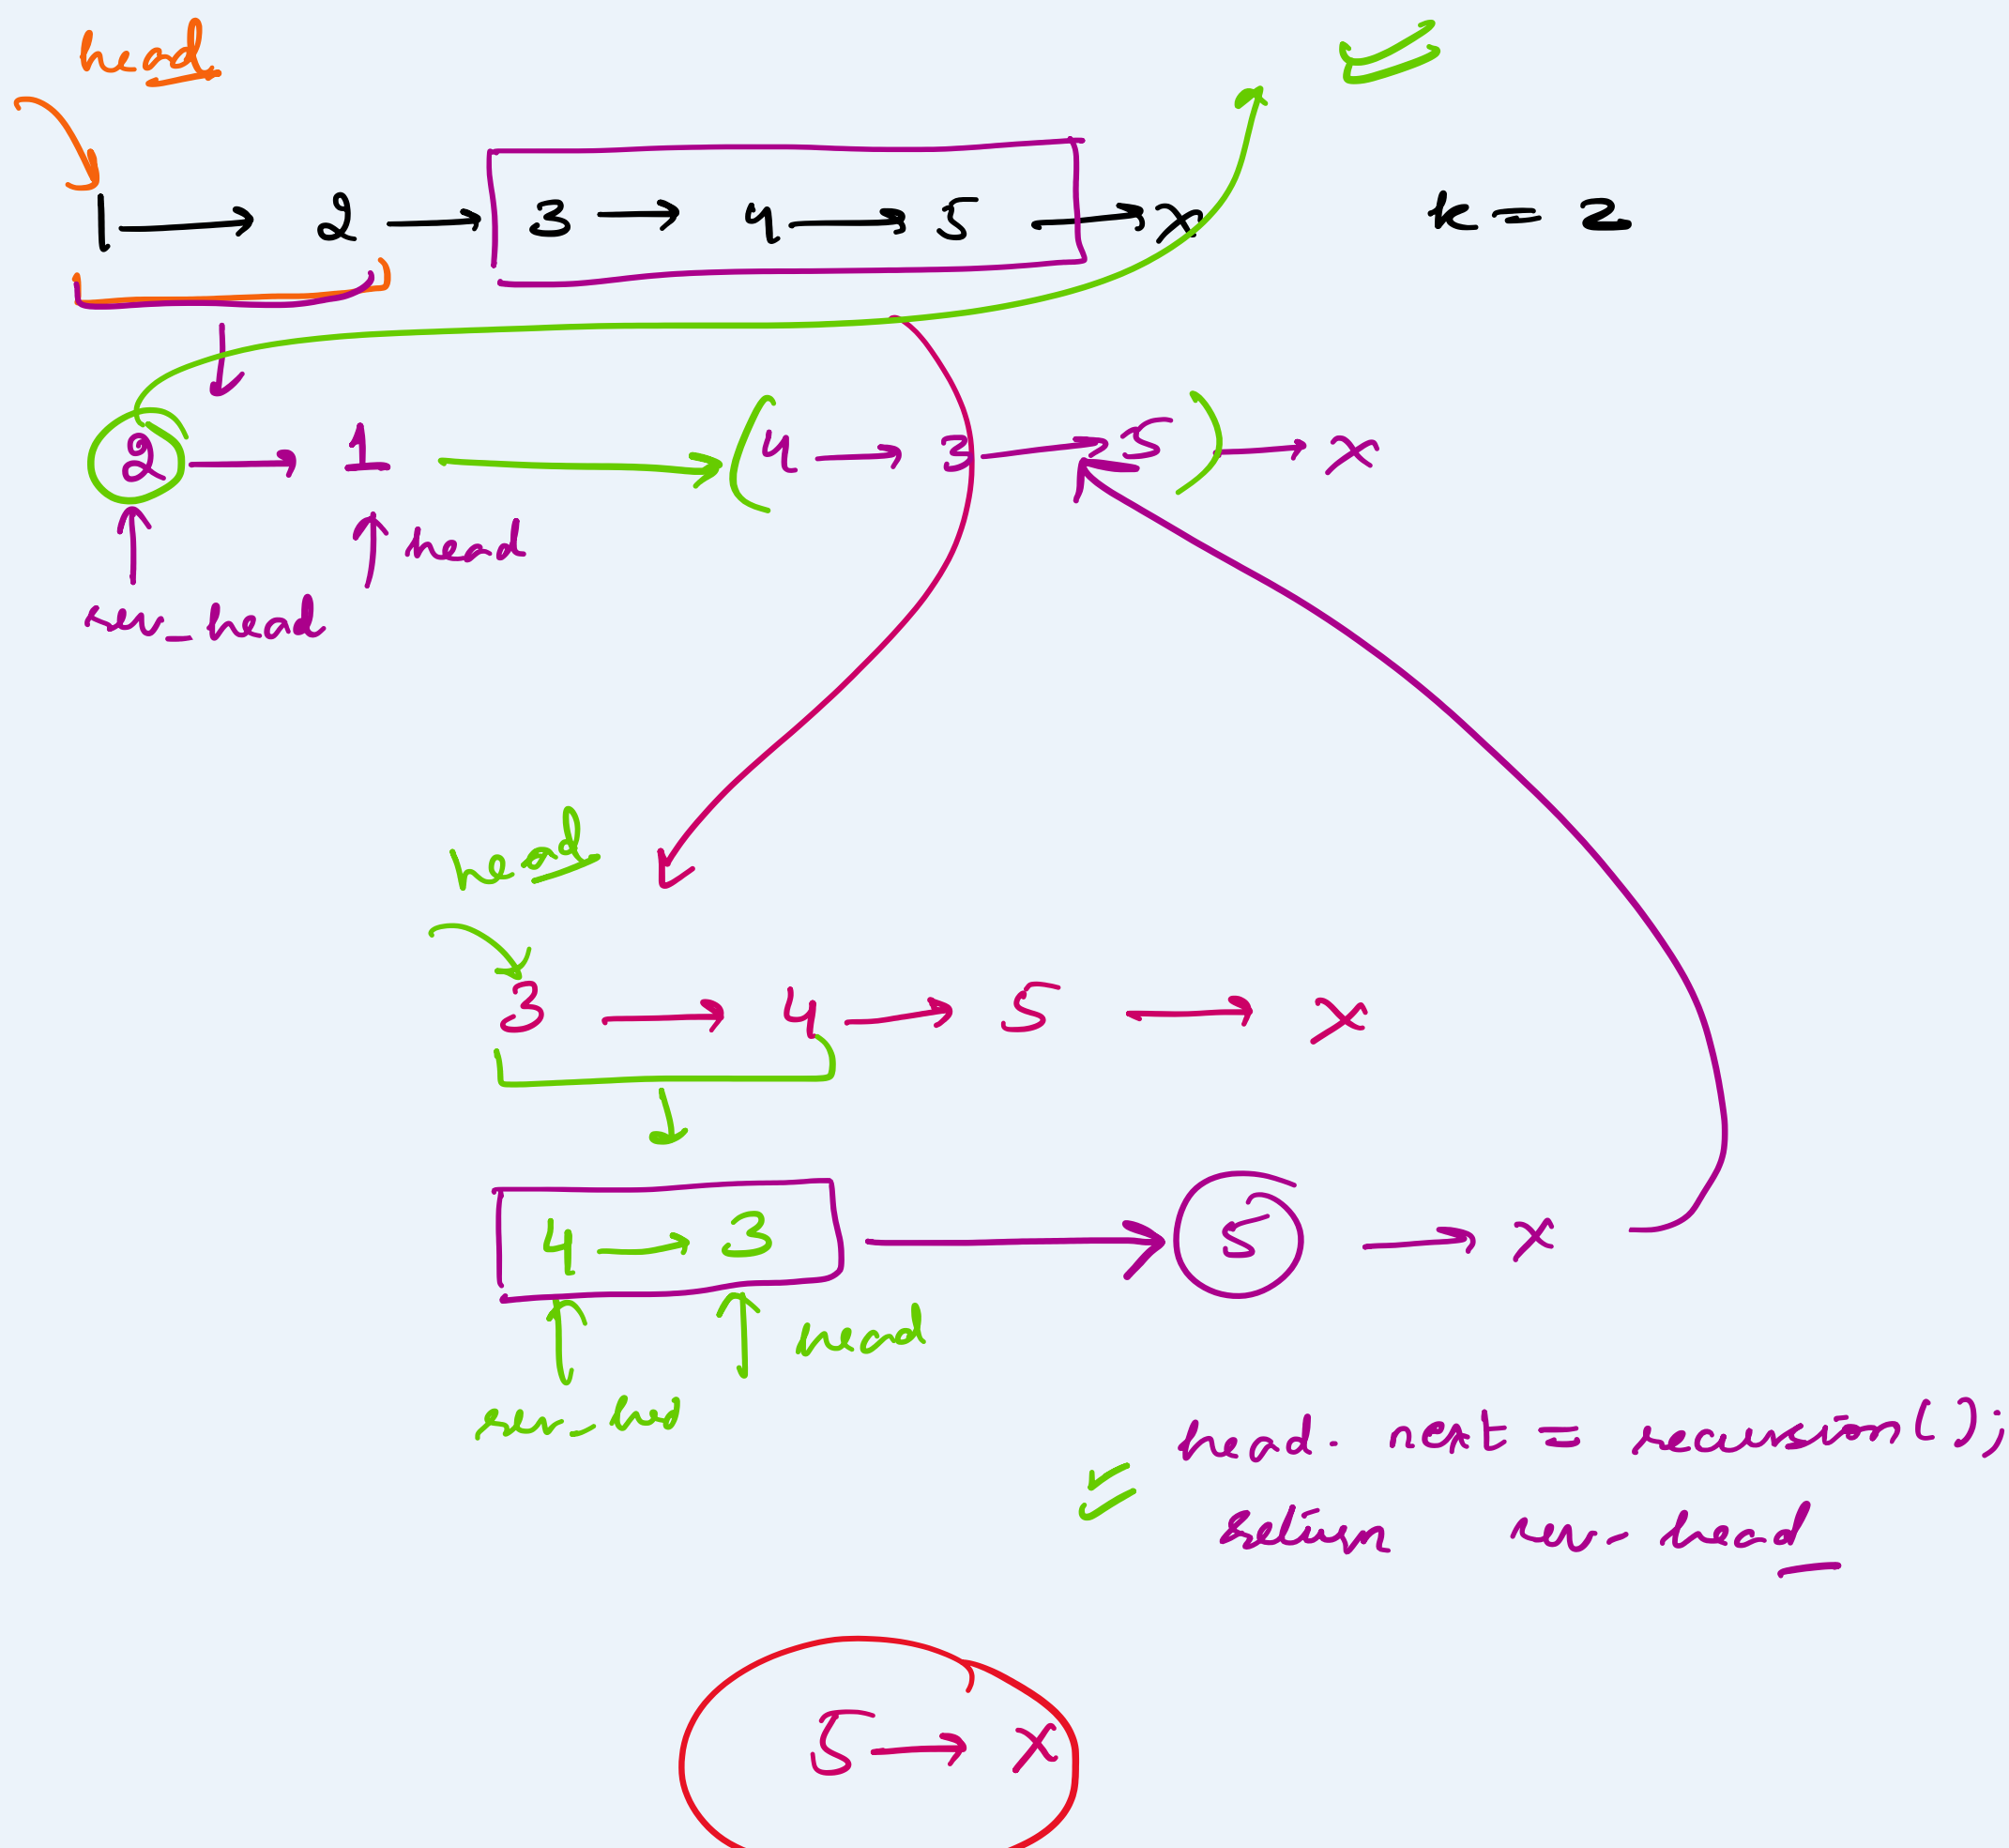 head
1 → 2 → 3 → 4 → 5 → x k = 2
2 → 1 → ( 4 → 3 → 5 ) → x
head
rev_head
head
3 → 4 → 5 → x
4 → 3 → 5 → x
head
rev_hed
head. next = recursion();
Return rev_head
5 → x